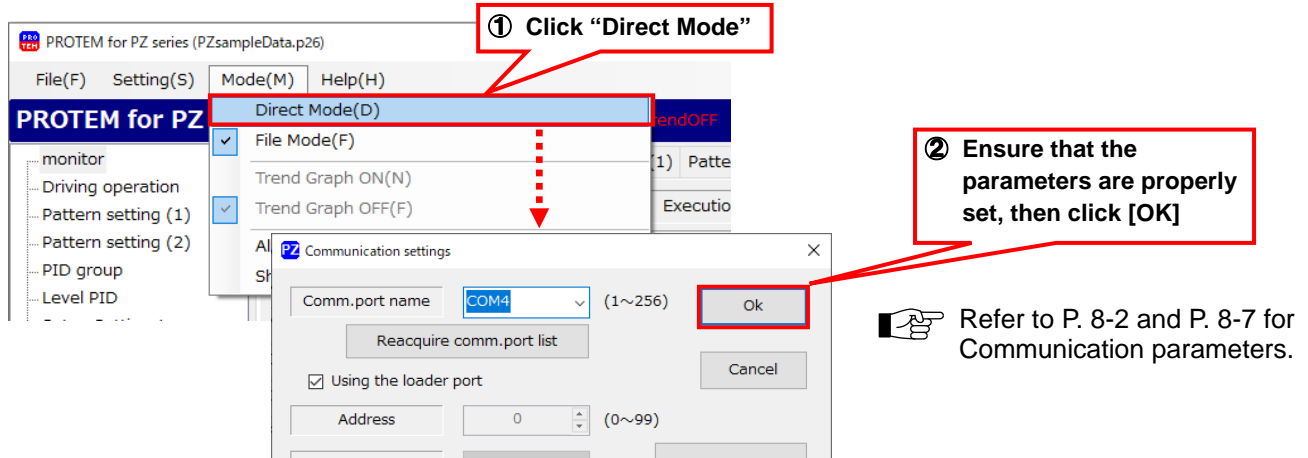 ① Click “Direct Mode”
PRO TEM
PROTEM for PZ series (PZsampleData.p26)
File(F) Setting(S) Mode(M) Help(H)
PROTEM for PZ
Direct Mode(D)
File Mode(F)
Trend Graph ON(N)
Trend Graph OFF(F)
monitor
Driving operation
Pattern setting (1)
Pattern setting (2)
PID group
Level PID
rendOFF
(1) Patte
Executio
PZ Communication settings
Comm.port name COM4 (1~256) Ok
Reacquire comm.port list
Using the loader port
Cancel
Address 0 (0~99)
② Ensure that the
parameters are properly
set, then click [OK]
Refer to P. 8-2 and P. 8-7 for
Communication parameters.